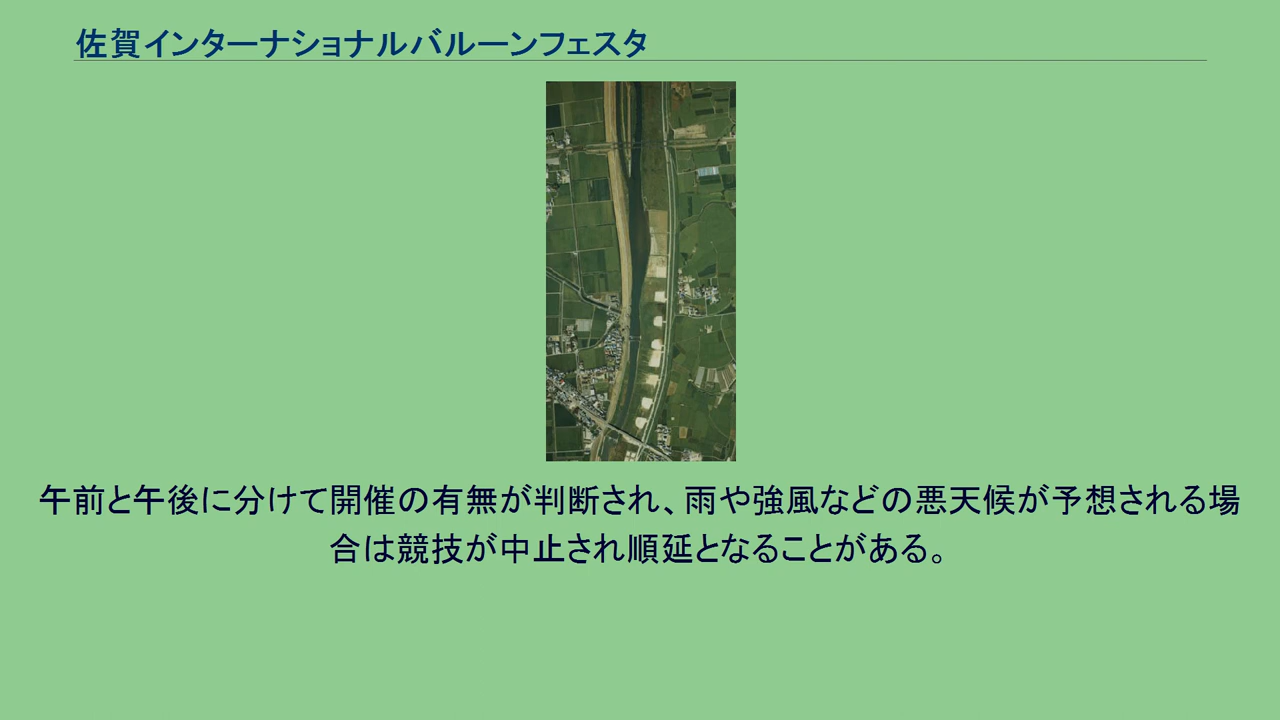 佐賀インターナショナルバルーンフェスタ
午前と午後に分けて開催の有無が判断され、雨や強風などの悪天候が予想される場
合は競技が中止され順延となることがある。